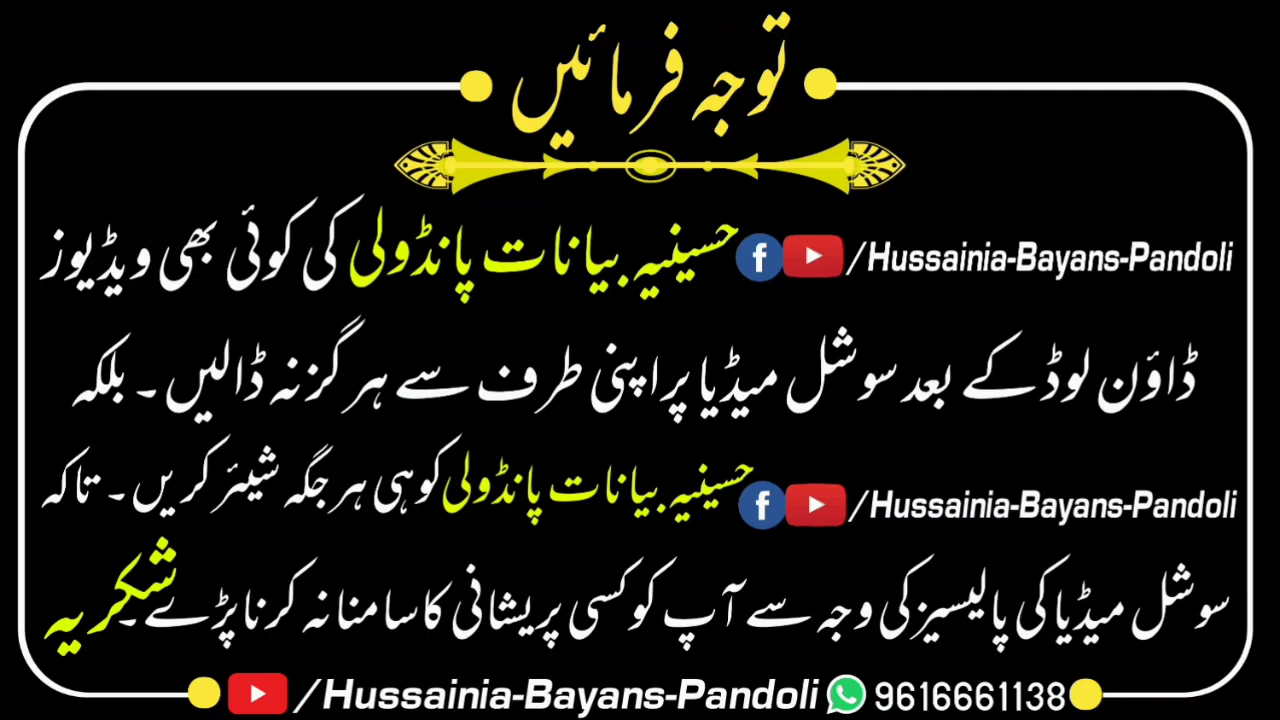 توجہ فرمائیں
/Hussainia-Bayans-Pandoli حسینیہ بیانات پانڈولی کی کوئی بھی ویڈیوز
ڈاؤن لوڈ کے بعد سوشل میڈیا پر اپنی طرف سے ہرگز نہ ڈالیں۔ بلکہ
/Hussainia-Bayans-Pandoli حسینیہ بیانات پانڈولی کو ہی ہر جگہ شیئر کریں۔ تاکہ
سوشل میڈیا کی پالیسیز کی وجہ سے آپ کو کسی پریشانی کا سامنا نہ کرنا پڑے۔ شکریہ
/Hussainia-Bayans-Pandoli 9616661138